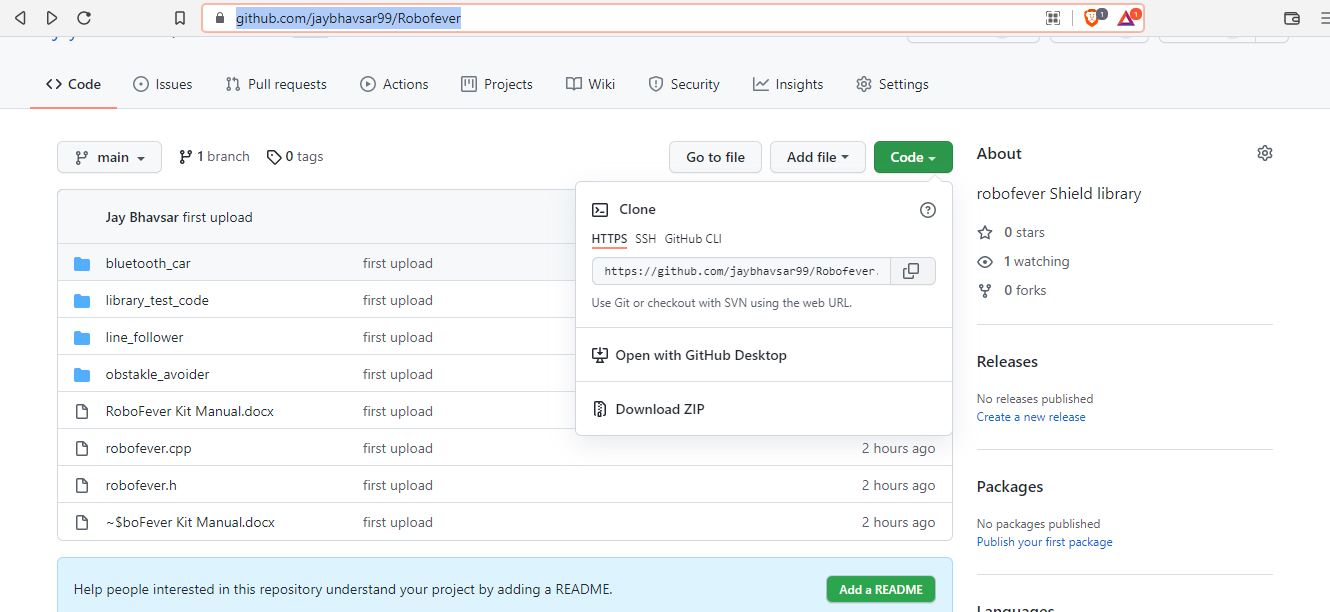 github.com/jaybhavsar99/Robofever
1
1
Code
Issues
Pull requests
Actions
Projects
Wiki
Security
Insights
Settings
main
1 branch
0 tags
Go to file
Add file
Code
About
robofever Shield library
0 stars
1 watching
0 forks
Jay Bhavsar first upload
bluetooth_car first upload
library_test_code first upload
line_follower first upload
obstakle_avoider first upload
RoboFever Kit Manual.docx first upload
robofever.cpp first upload 2 hours ago
robofever.h first upload 2 hours ago
~$boFever Kit Manual.docx first upload 2 hours ago
Clone
HTTPS SSH GitHub CLI
https://github.com/jaybhavsar99/Robofever.
Use Git or checkout with SVN using the web URL.
Open with GitHub Desktop
Download ZIP
Releases
No releases published
Create a new release
Packages
No packages published
Publish your first package
Help people interested in this repository understand your project by adding a README.
Add a README
Languages